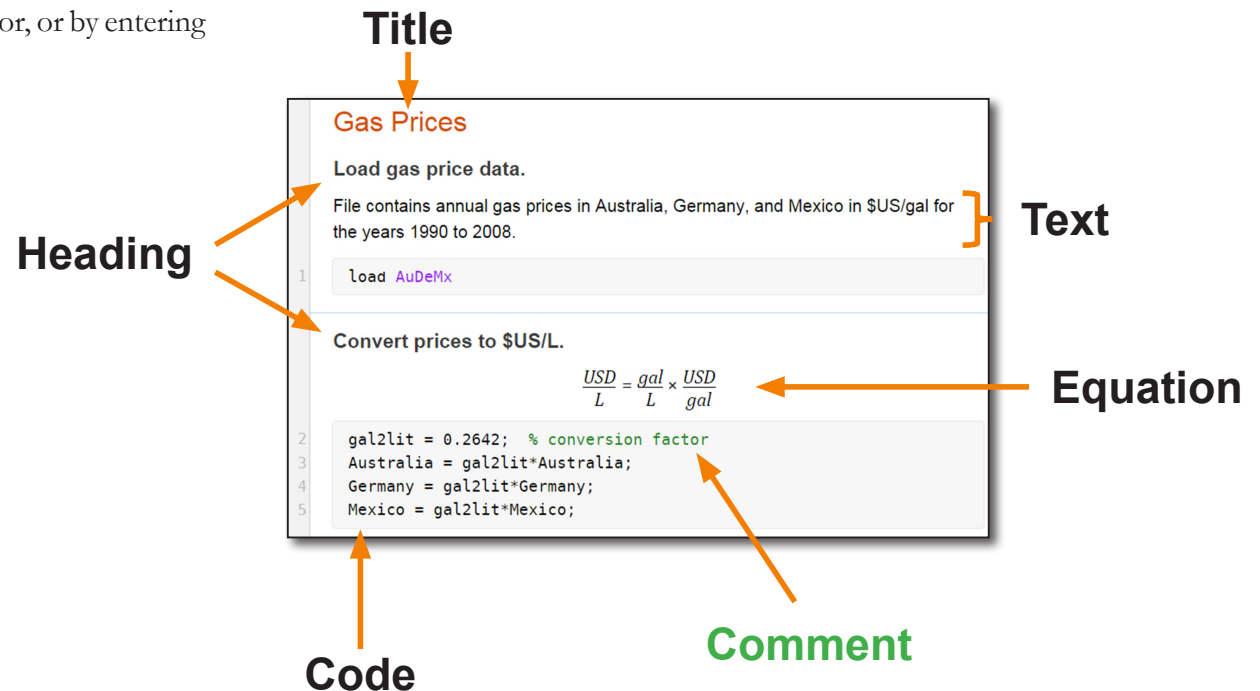 or, or by entering
Title
Gas Prices
Load gas price data.
File contains annual gas prices in Australia, Germany, and Mexico in $US/gal for
the years 1990 to 2008.
Text
Heading
1 load AuDeMx
Convert prices to $US/L.
USD/L = gal/L × USD/gal
Equation
2 gal2lit = 0.2642; % conversion factor
3 Australia = gal2lit*Australia;
4 Germany = gal2lit*Germany;
5 Mexico = gal2lit*Mexico;
Comment
Code